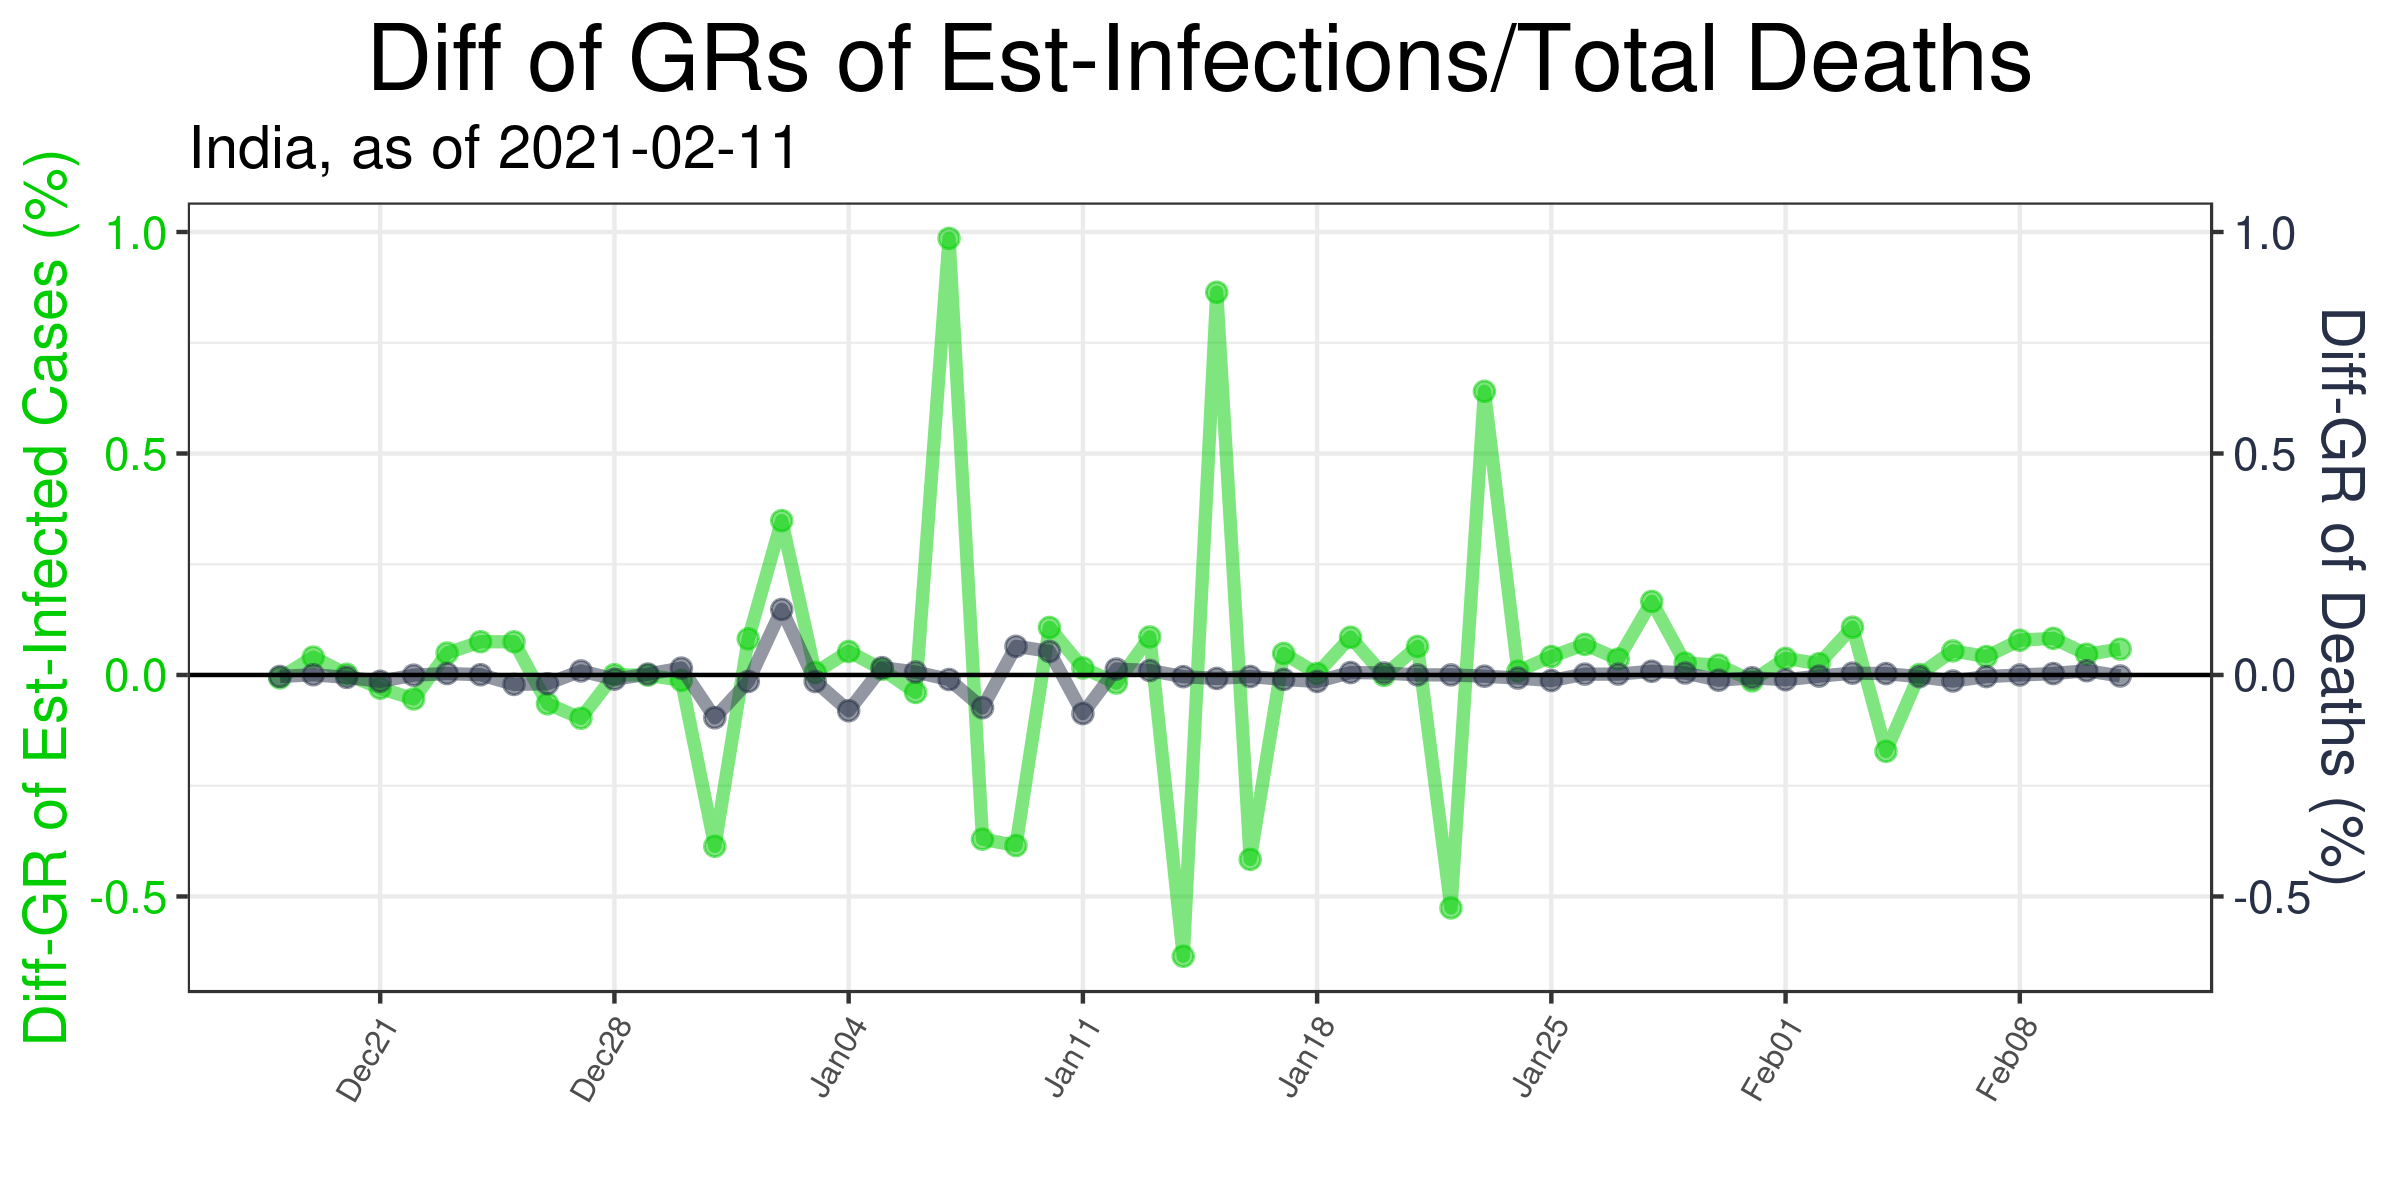 Diff of GRs of Est-Infections/Total Deaths
India, as of 2021-02-11
Diff-GR of Est-Infected Cases (%)
1.0
0.5
0.0
-0.5
1.0
0.5
0.0
-0.5
Diff-GR of Deaths (%)
Dec21
Dec28
Jan04
Jan11
Jan18
Jan25
Feb01
Feb08